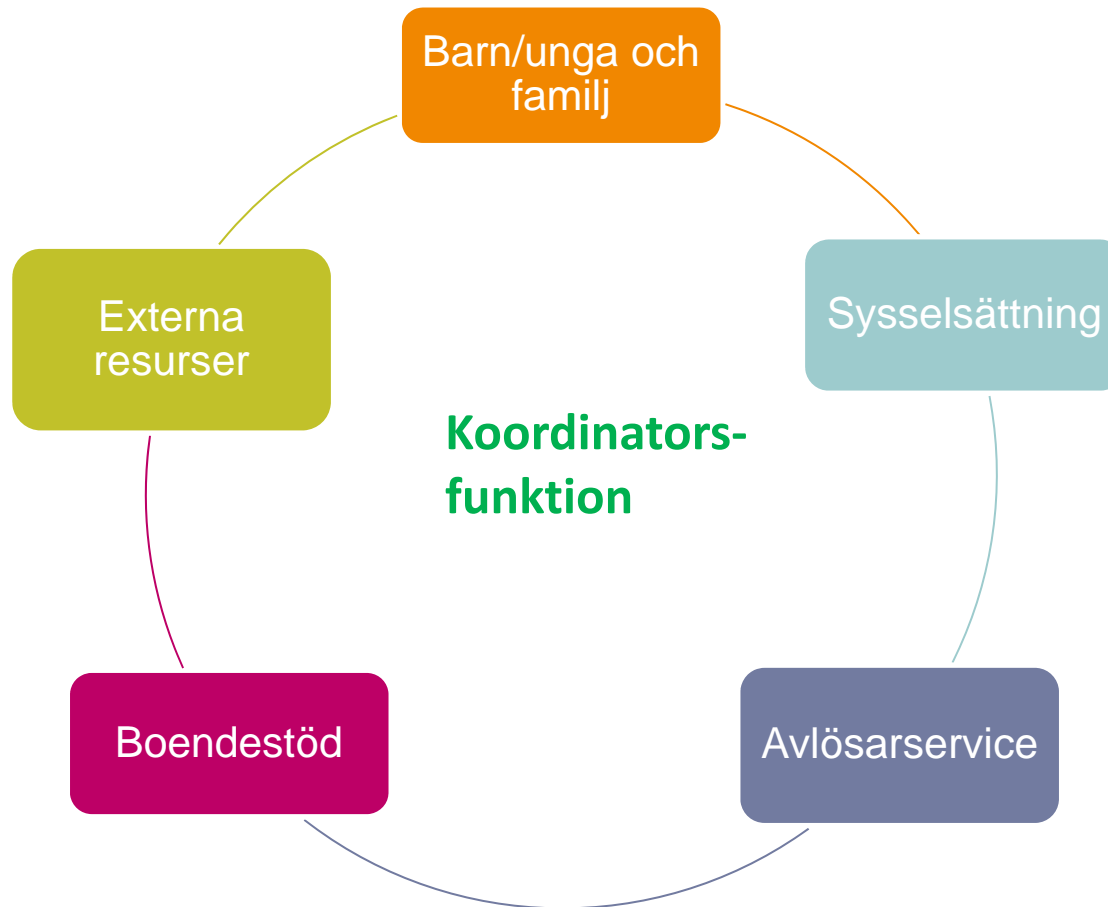 Barn/unga och
familj
Externa
resurser
Sysselsättning
Koordinators-
funktion
Boendestöd
Avlösarservice